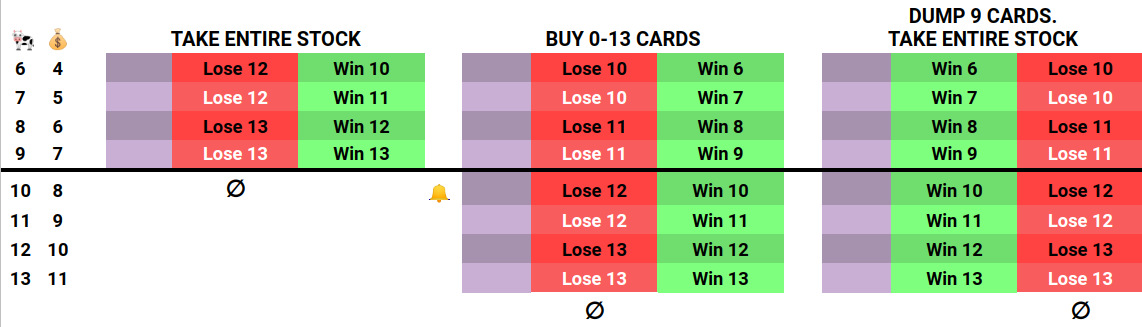 DUMP 9 CARDS.
TAKE ENTIRE STOCK BUY 0-13 CARDS TAKE ENTIRE STOCK
6 4 Lose 12 Win 10 Lose 10 Win 6 Win 6 Lose 10
7 5 Lose 12 Win 11 Lose 10 Win 7 Win 7 Lose 10
8 6 Lose 13 Win 12 Lose 11 Win 8 Win 8 Lose 11
9 7 Lose 13 Win 13 Lose 11 Win 9 Win 9 Lose 11
10 8 ∅ Lose 12 Win 10 Win 10 Lose 12
11 9 Lose 12 Win 11 Win 11 Lose 12
12 10 Lose 13 Win 12 Win 12 Lose 13
13 11 Lose 13 Win 13 Win 13 Lose 13
∅ ∅